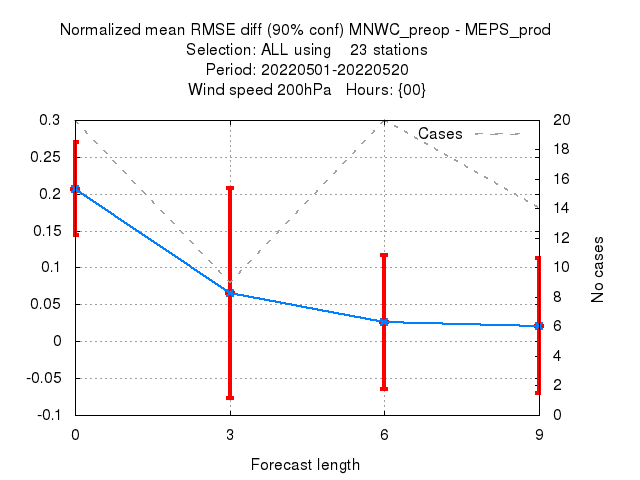 Normalized mean RMSE diff (90% conf) MNWC_preop - MEPS_prod
Selection: ALL using    23 stations
Period: 20220501-20220520
Wind speed 200hPa   Hours: {00}
Cases
0.3
0.25
0.2
0.15
0.1
0.05
0
-0.05
-0.1
20
18
16
14
12
10
8
6
4
2
0
No cases
0 3 6 9
Forecast length